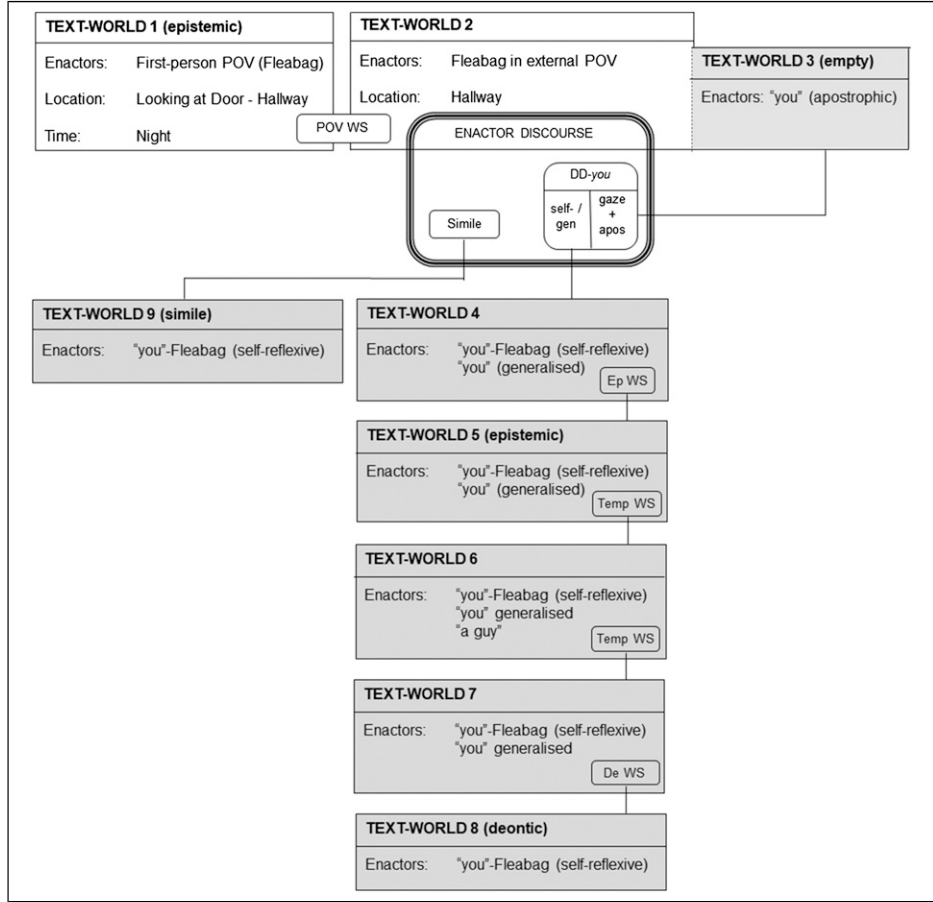 TEXT-WORLD 1 (epistemic)
Enactors: First-person POV (Fleabag)
Location: Looking at Door - Hallway
Time: Night
POV WS
TEXT-WORLD 2
Enactors: Fleabag in external POV
Location: Hallway
TEXT-WORLD 3 (empty)
Enactors: "you" (apostrophic)
ENACTOR DISCOURSE
Simile
DD-you
self- /
gen
gaze
+
apos
TEXT-WORLD 9 (simile)
Enactors: "you"-Fleabag (self-reflexive)
TEXT-WORLD 4
Enactors: "you"-Fleabag (self-reflexive)
"you" (generalised)
Ep WS
TEXT-WORLD 5 (epistemic)
Enactors: "you"-Fleabag (self-reflexive)
"you" (generalised)
Temp WS
TEXT-WORLD 6
Enactors: "you"-Fleabag (self-reflexive)
"you" generalised
"a guy"
Temp WS
TEXT-WORLD 7
Enactors: "you"-Fleabag (self-reflexive)
"you" generalised
De WS
TEXT-WORLD 8 (deontic)
Enactors: "you"-Fleabag (self-reflexive)